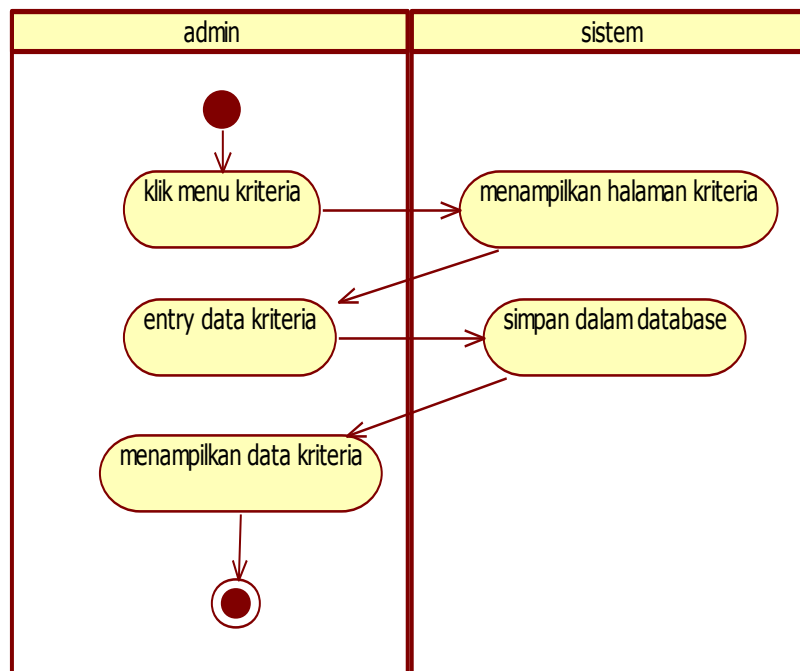 admin
sistem
klik menu kriteria
menampilkan halaman kriteria
entry data kriteria
simpan dalam database
menampilkan data kriteria